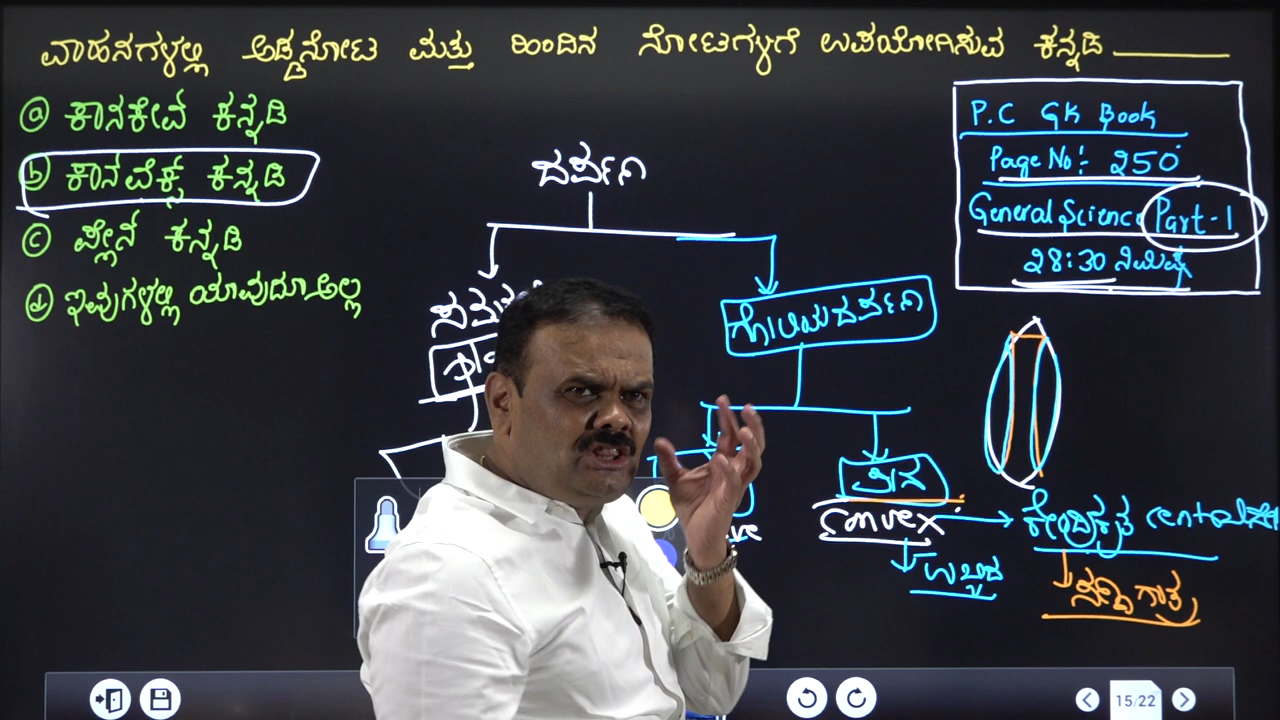 ವಾಹನಗಳಲ್ಲಿ ಅಡ್ಡನೋಟ ಮತ್ತು ಹಿಂದಿನ ನೋಟಗಳಿಗೆ ಉಪಯೋಗಿಸುವ ಕನ್ನಡಿ
ⓐ ಕಾನಕೇವ್ ಕನ್ನಡಿ
ⓑ ಕಾನ್ವೆಕ್ಸ್ ಕನ್ನಡಿ
ⓒ ಪ್ಲೇನ್ ಕನ್ನಡಿ
ⓓ ಇವುಗಳಲ್ಲಿ ಯಾವುದೂ ಅಲ್ಲ
P.C GK Book
Page No: 250
General Science Part-1
28:30 ನಿಮಿಷ
ದರ್ಪಣ
ಗೋಲಿಯ ದರ್ಪಣ
ಪೀನ
convex
ಉಬ್ಬಿದ
ಕೇಂದ್ರೀಕೃತ
15/22